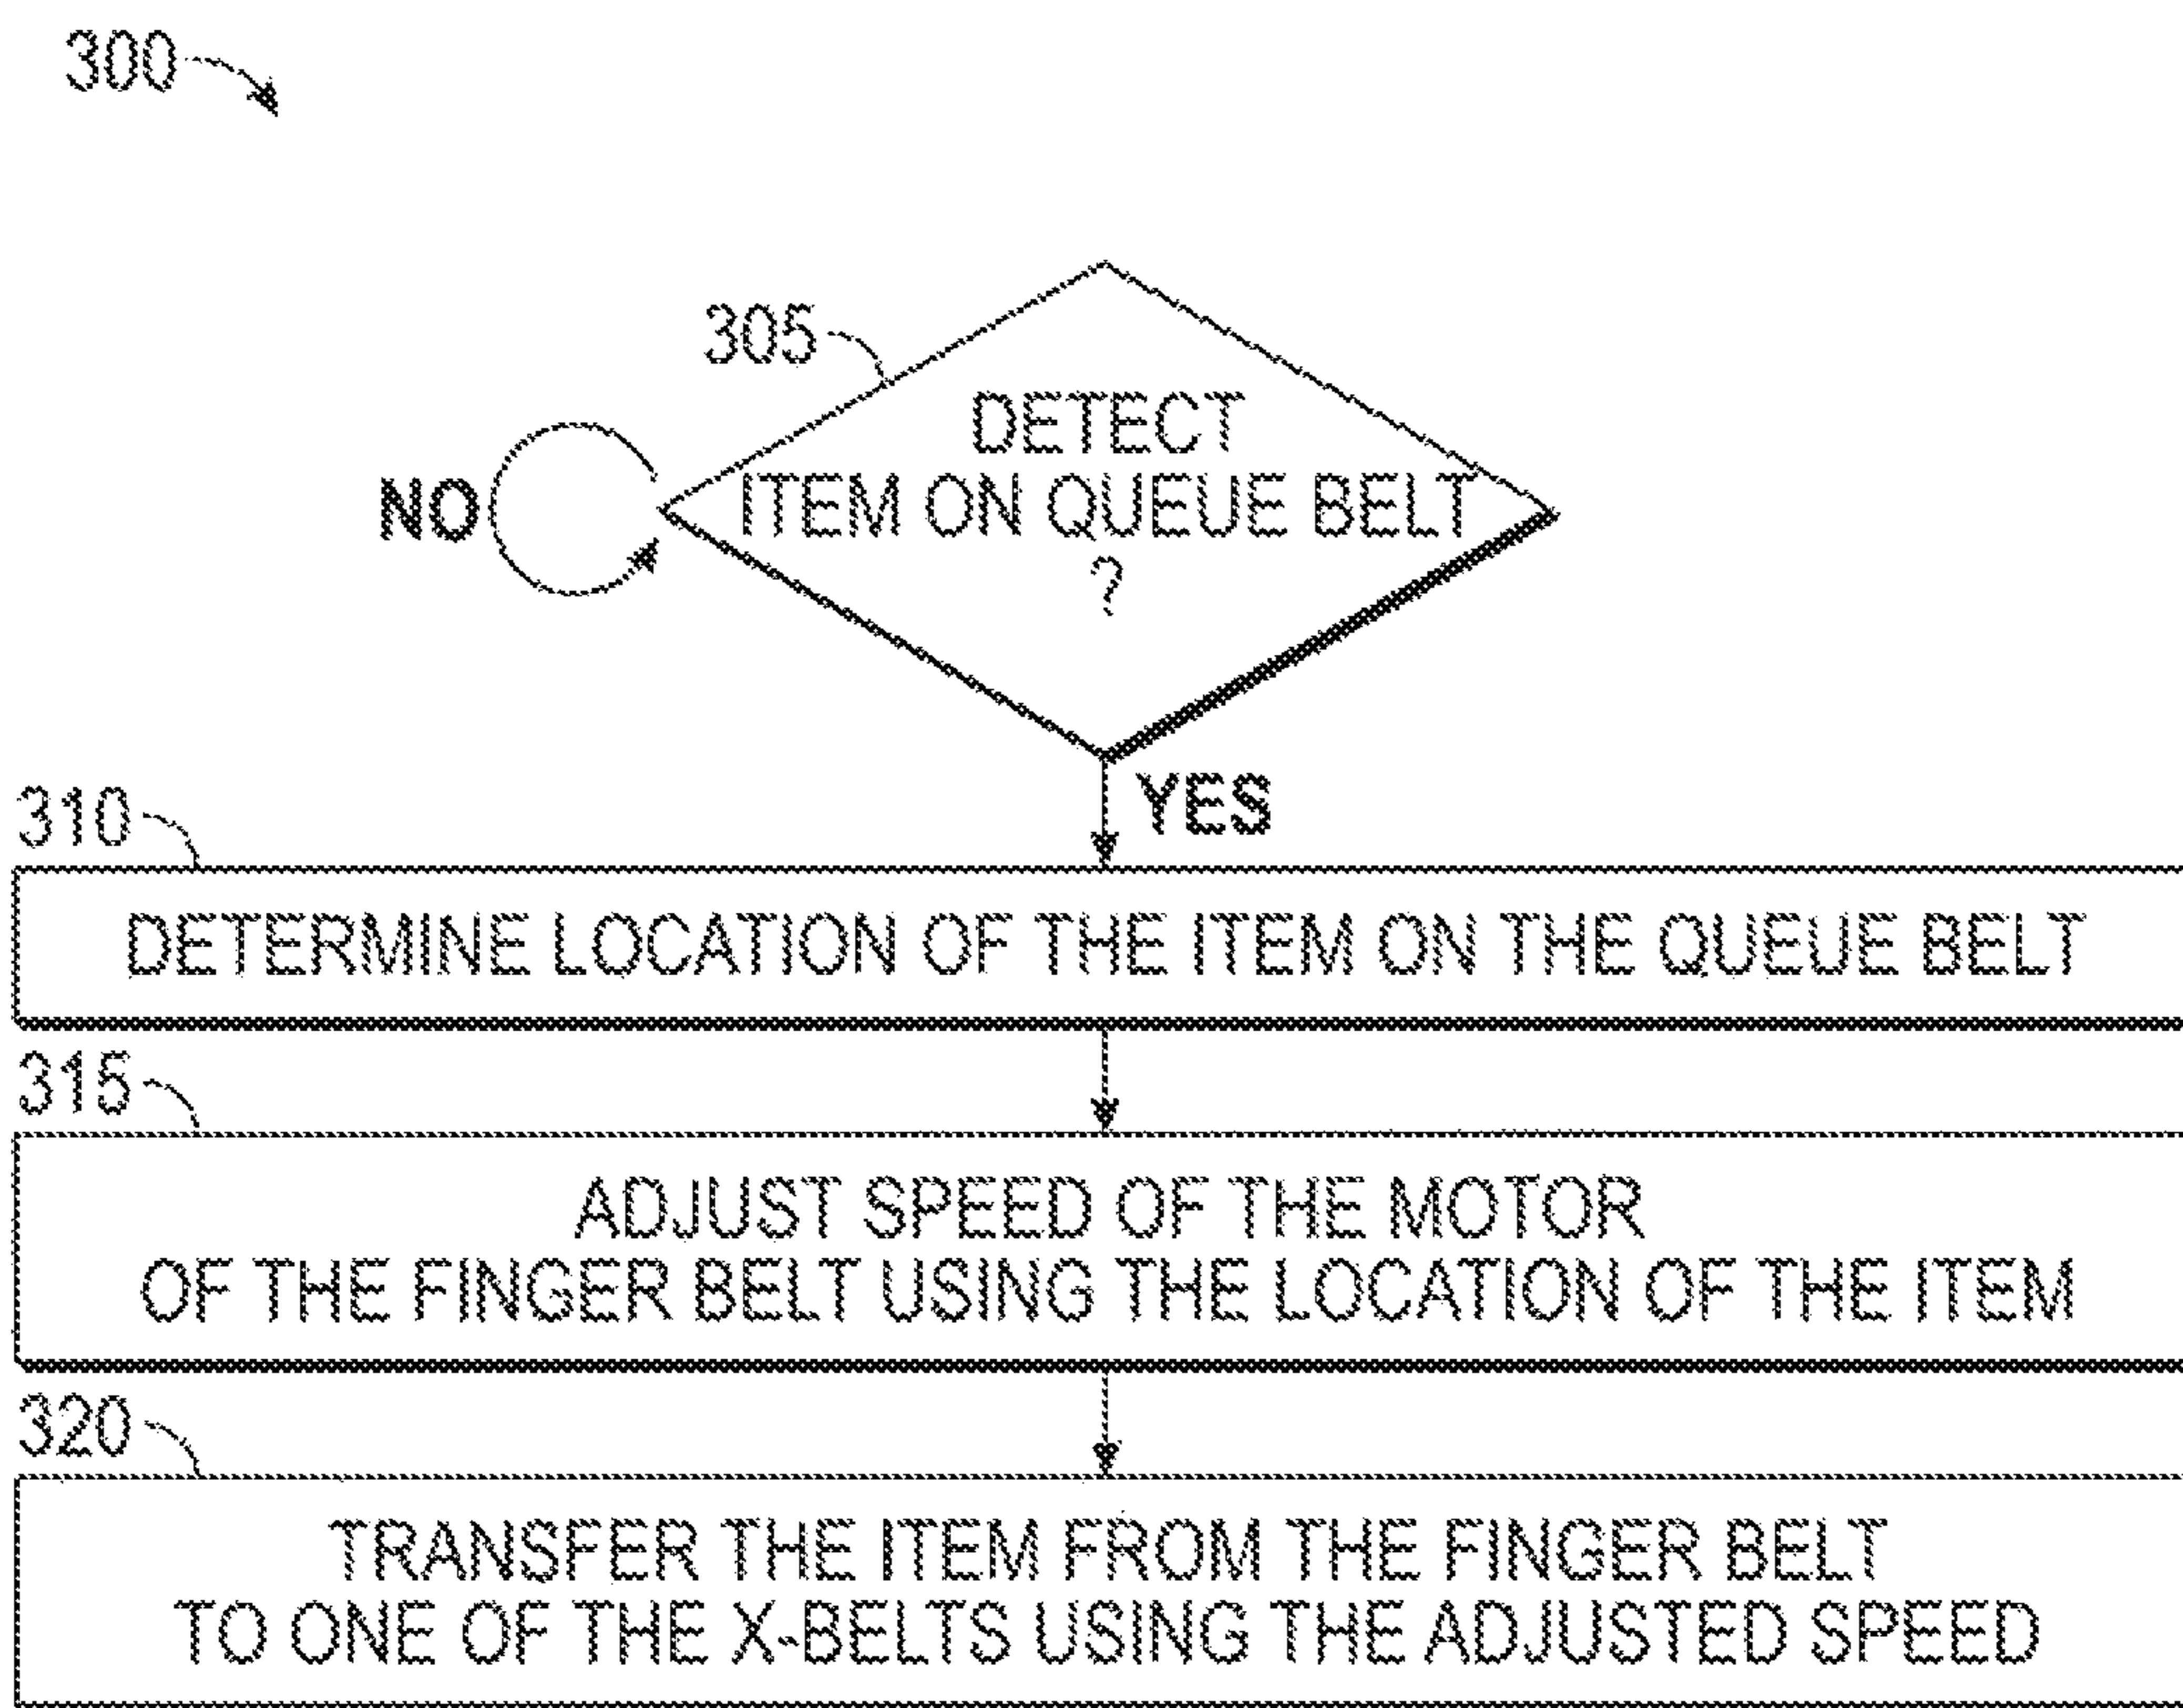 300
305
DETECT
ITEM ON QUEUE BELT
?
NO
YES
310
DETERMINE LOCATION OF THE ITEM ON THE QUEUE BELT
315
ADJUST SPEED OF THE MOTOR
OF THE FINGER BELT USING THE LOCATION OF THE ITEM
320
TRANSFER THE ITEM FROM THE FINGER BELT
TO ONE OF THE X-BELTS USING THE ADJUSTED SPEED